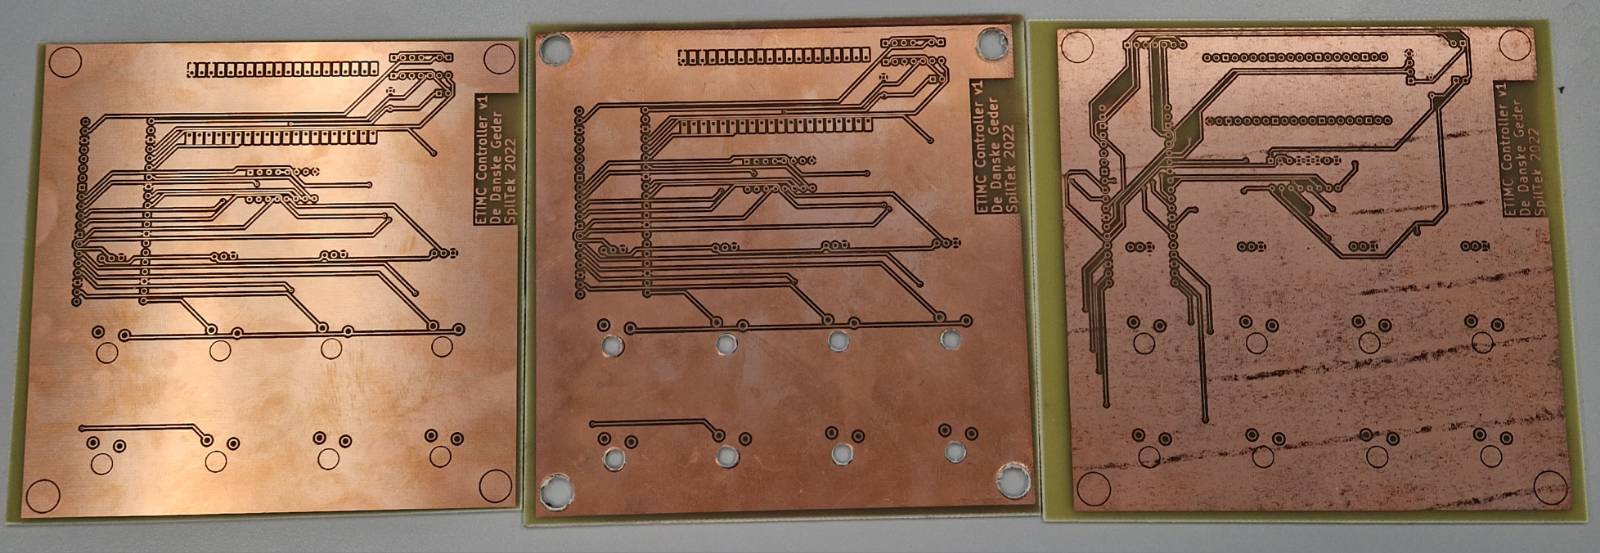 ETIMC Controller v1
De Danske Geder
SpilTek 2022
ETIMC Controller v1
De Danske Geder
SpilTek 2022
ETIMC Controller v1
De Danske Geder
SpilTek 2022